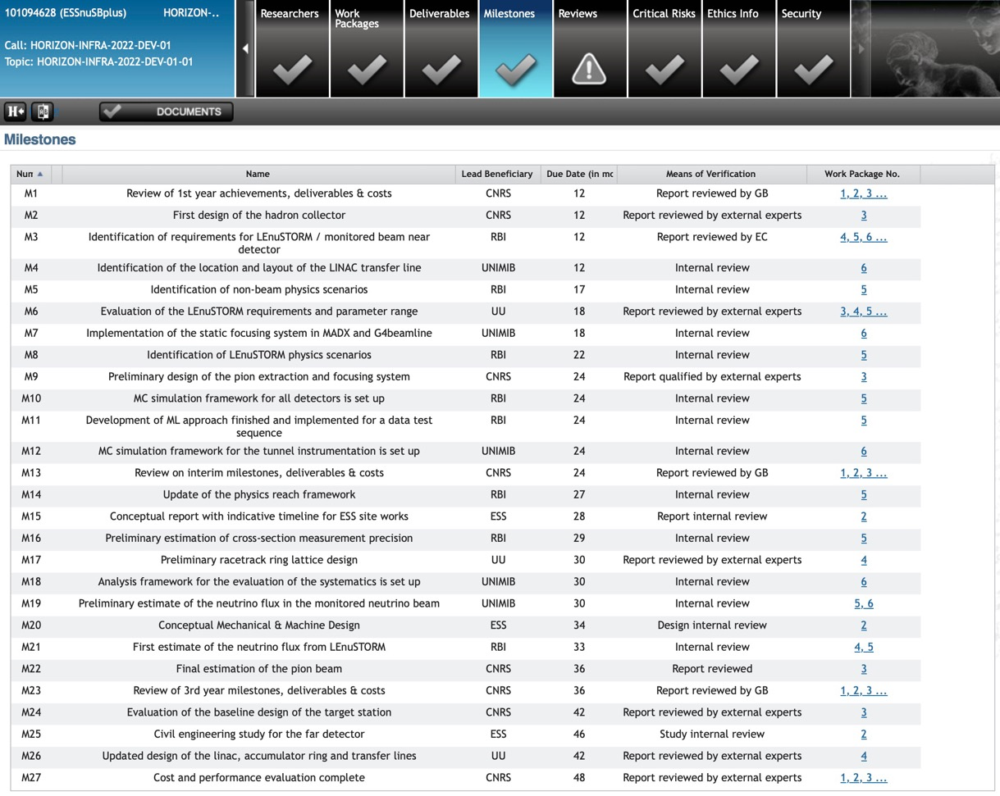 101094628 (ESSnuSBplus) HORIZON-..
Call: HORIZON-INFRA-2022-DEV-01
Topic: HORIZON-INFRA-2022-DEV-01-01
Researchers
Work
Packages
Deliverables
Milestones
Reviews
Critical Risks
Ethics Info
Security
DOCUMENTS
Milestones
Num Name Lead Beneficiary Due Date (in mo Means of Verification Work Package No.
M1 Review of 1st year achievements, deliverables & costs CNRS 12 Report reviewed by GB 1, 2, 3 ...
M2 First design of the hadron collector CNRS 12 Report reviewed by external experts 3
M3 Identification of requirements for LEnuSTORM / monitored beam near RBI 12 Report reviewed by EC 4, 5, 6 ...
detector
M4 Identification of the location and layout of the LINAC transfer line UNIMIB 12 Internal review 6
M5 Identification of non-beam physics scenarios RBI 17 Internal review 5
M6 Evaluation of the LEnuSTORM requirements and parameter range UU 18 Report reviewed by external experts 3, 4, 5 ...
M7 Implementation of the static focusing system in MADX and G4beamline UNIMIB 18 Internal review 6
M8 Identification of LEnuSTORM physics scenarios RBI 22 Internal review 5
M9 Preliminary design of the pion extraction and focusing system CNRS 24 Report qualified by external experts 3
M10 MC simulation framework for all detectors is set up RBI 24 Internal review 5
M11 Development of ML approach finished and implemented for a data test RBI 24 Internal review 5
sequence
M12 MC simulation framework for the tunnel instrumentation is set up UNIMIB 24 Internal review 6
M13 Review on interim milestones, deliverables & costs CNRS 24 Report reviewed by GB 1, 2, 3 ...
M14 Update of the physics reach framework RBI 27 Internal review 5
M15 Conceptual report with indicative timeline for ESS site works ESS 28 Report internal review 2
M16 Preliminary estimation of cross-section measurement precision RBI 29 Internal review 5
M17 Preliminary racetrack ring lattice design UU 30 Report reviewed by external experts 4
M18 Analysis framework for the evaluation of the systematics is set up UNIMIB 30 Internal review 6
M19 Preliminary estimate of the neutrino flux in the monitored neutrino beam UNIMIB 30 Internal review 5, 6
M20 Conceptual Mechanical & Machine Design ESS 34 Design internal review 2
M21 First estimate of the neutrino flux from LEnuSTORM RBI 33 Internal review 4, 5
M22 Final estimation of the pion beam CNRS 36 Report reviewed 3
M23 Review of 3rd year milestones, deliverables & costs CNRS 36 Report reviewed by GB 1, 2, 3 ...
M24 Evaluation of the baseline design of the target station CNRS 42 Report reviewed by external experts 3
M25 Civil engineering study for the far detector ESS 46 Study internal review 2
M26 Updated design of the linac, accumulator ring and transfer lines UU 42 Report reviewed by external experts 4
M27 Cost and performance evaluation complete CNRS 48 Report reviewed by external experts 1, 2, 3 ...